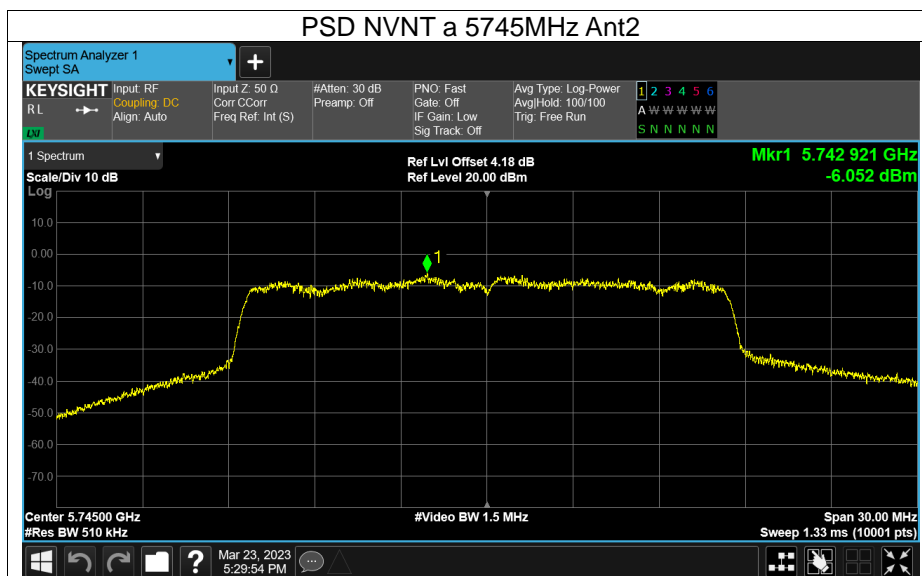 PSD NVNT a 5745MHz Ant2
Spectrum Analyzer 1
Swept SA
+
KEYSIGHT Input: RF Input Z: 50 Ω #Atten: 30 dB PNO: Fast Avg Type: Log-Power 1 2 3 4 5 6
RL Coupling: DC Corr CCorr Preamp: Off Gate: Off Avg|Hold: 100/100 A W W W W W
Align: Auto Freq Ref: Int (S) IF Gain: Low Trig: Free Run
LXI Sig Track: Off S N N N N N
1 Spectrum Ref Lvl Offset 4.18 dB Mkr1 5.742 921 GHz
Scale/Div 10 dB Ref Level 20.00 dBm -6.052 dBm
Log
10.0
0.00
1
-10.0
-20.0
-30.0
-40.0
-50.0
-60.0
-70.0
Center 5.74500 GHz #Video BW 1.5 MHz Span 30.00 MHz
#Res BW 510 kHz Sweep 1.33 ms (10001 pts)
? Mar 23, 2023
5:29:54 PM